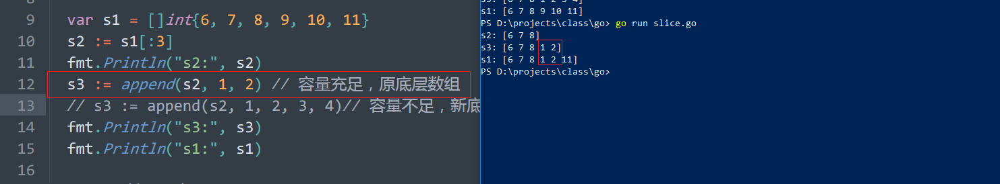 8
9 var s1 = []int{6, 7, 8, 9, 10, 11}
10 s2 := s1[:3]
11 fmt.Println("s2:", s2)
12 s3 := append(s2, 1, 2) // 容量充足，原底层数组
13 // s3 := append(s2, 1, 2, 3, 4)// 容量不足，新底
14 fmt.Println("s3:", s3)
15 fmt.Println("s1:", s1)
16
s3: [6 7 8 1 2 3 4]
s1: [6 7 8 9 10 11]
PS D:\projects\class\go> go run slice.go
s2: [6 7 8]
s3: [6 7 8 1 2]
s1: [6 7 8 1 2 11]
PS D:\projects\class\go>